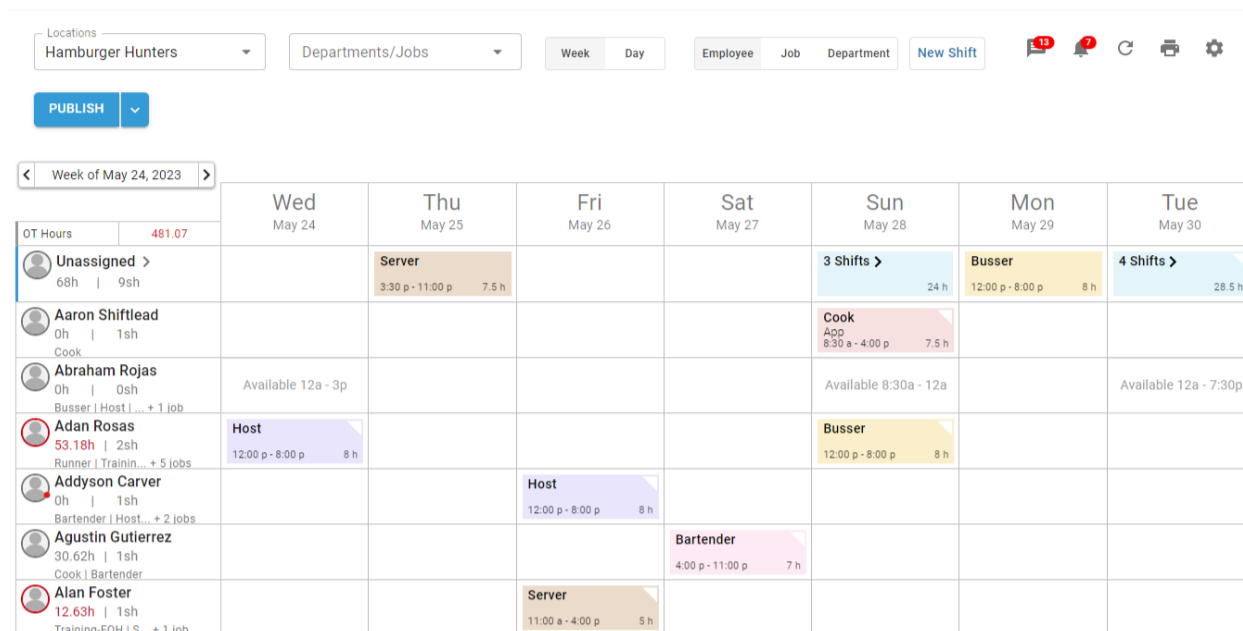 Locations
Hamburger Hunters
Departments/Jobs
Week Day
Employee Job Department
New Shift
13
7
PUBLISH
Week of May 24, 2023
Wed Thu Fri Sat Sun Mon Tue
May 24 May 25 May 26 May 27 May 28 May 29 May 30
OT Hours 481.07
Unassigned
68h | 9sh
Server
3:30 p - 11:00 p 7.5 h
3 Shifts
24 h
Busser
12:00 p - 8:00 p 8 h
4 Shifts
28.5 h
Aaron Shiftlead
0h | 1sh
Cook
Cook
App
8:30 a - 4:00 p 7.5 h
Abraham Rojas
0h | 0sh
Busser | Host | ... + 1 job
Available 12a - 3p
Available 8:30a - 12a
Available 12a - 7:30p
Adan Rosas
53.18h | 2sh
Runner | Trainin... + 5 jobs
Host
12:00 p - 8:00 p 8 h
Busser
12:00 p - 8:00 p 8 h
Addyson Carver
0h | 1sh
Bartender | Host... + 2 jobs
Host
12:00 p - 8:00 p 8 h
Agustin Gutierrez
30.62h | 1sh
Cook | Bartender
Bartender
4:00 p - 11:00 p 7 h
Alan Foster
12.63h | 1sh
Training-FOH | S... + 1 job
Server
11:00 a - 4:00 p 5 h